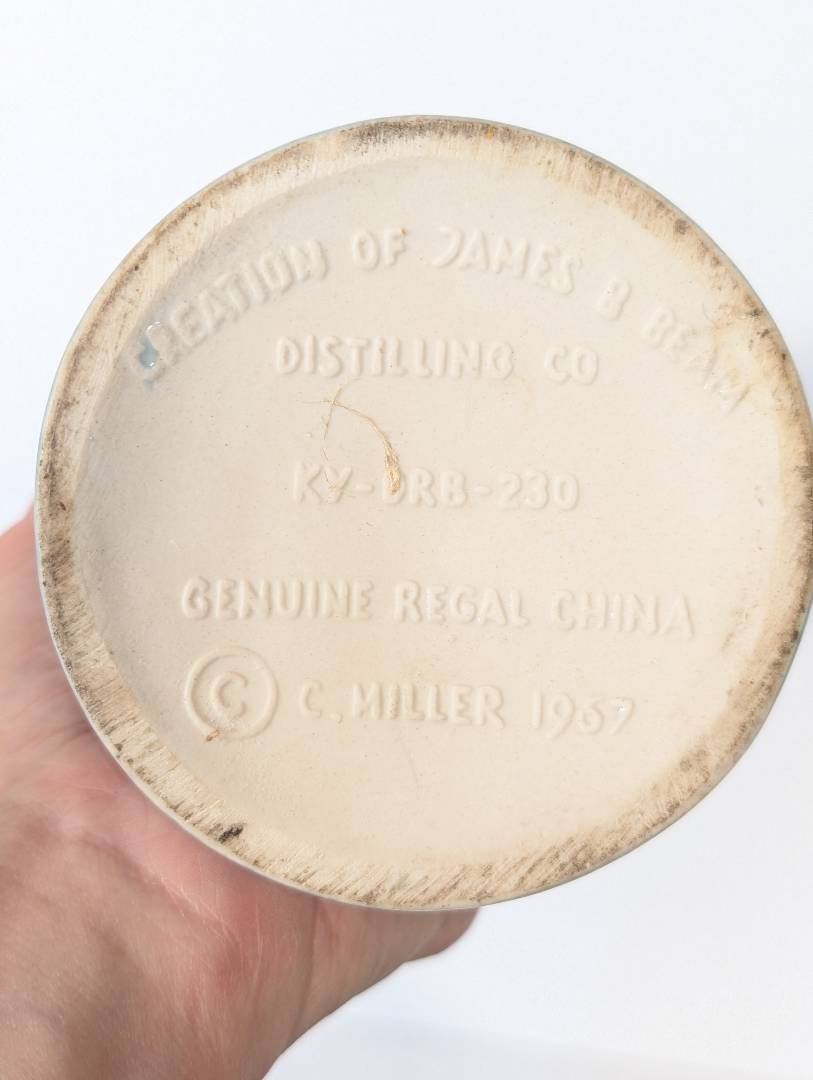 CREATION OF JAMES B BEAM
DISTILLING CO
KY-DRB-230
GENUINE REGAL CHINA
© C. MILLER 1967